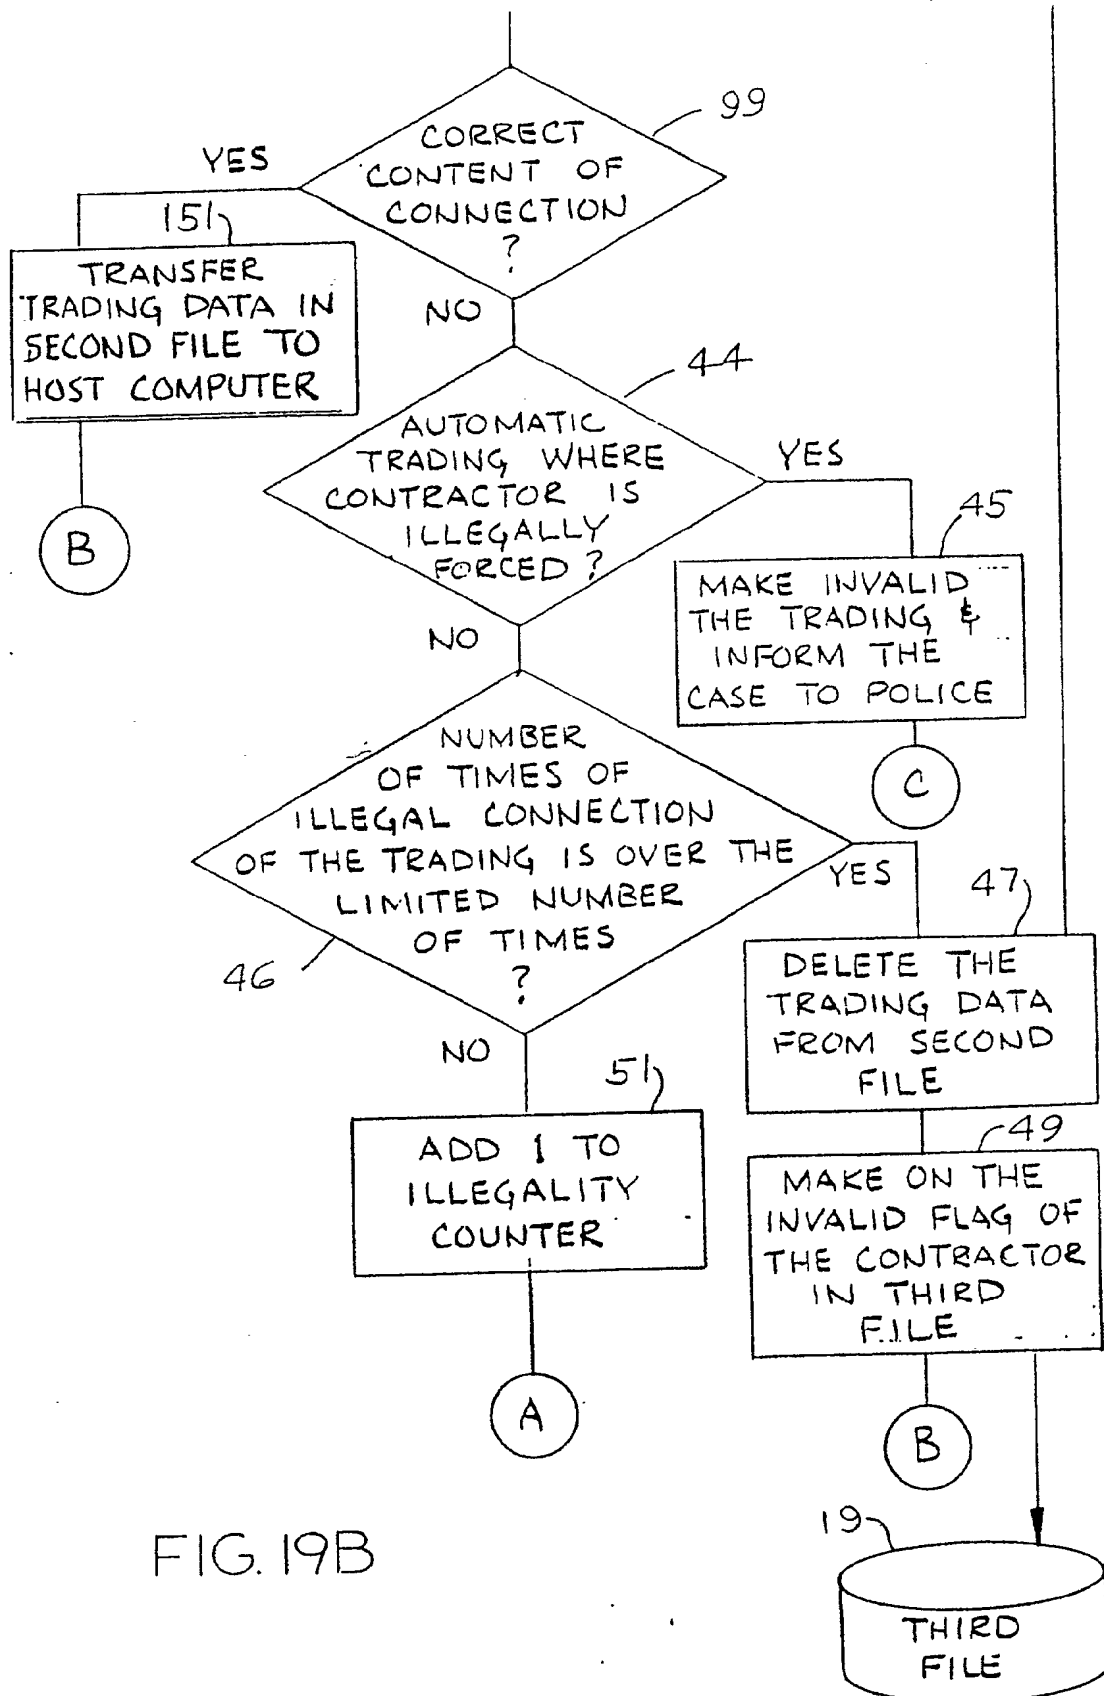 99
CORRECT
CONTENT OF
CONNECTION
?
YES
151
TRANSFER
TRADING DATA IN
SECOND FILE TO
HOST COMPUTER
B
NO
44
AUTOMATIC
TRADING WHERE
CONTRACTOR IS
ILLEGALLY
FORCED?
YES
45
MAKE INVALID
THE TRADING &
INFORM THE
CASE TO POLICE
C
NO
NUMBER
OF TIMES OF
ILLEGAL CONNECTION
OF THE TRADING IS OVER THE
LIMITED NUMBER
OF TIMES
?
46
YES
47
DELETE THE
TRADING DATA
FROM SECOND
FILE
NO
51
ADD 1 TO
ILLEGALITY
COUNTER
A
49
MAKE ON THE
INVALID FLAG OF
THE CONTRACTOR
IN THIRD
FILE
B
19
THIRD
FILE
FIG. 19B